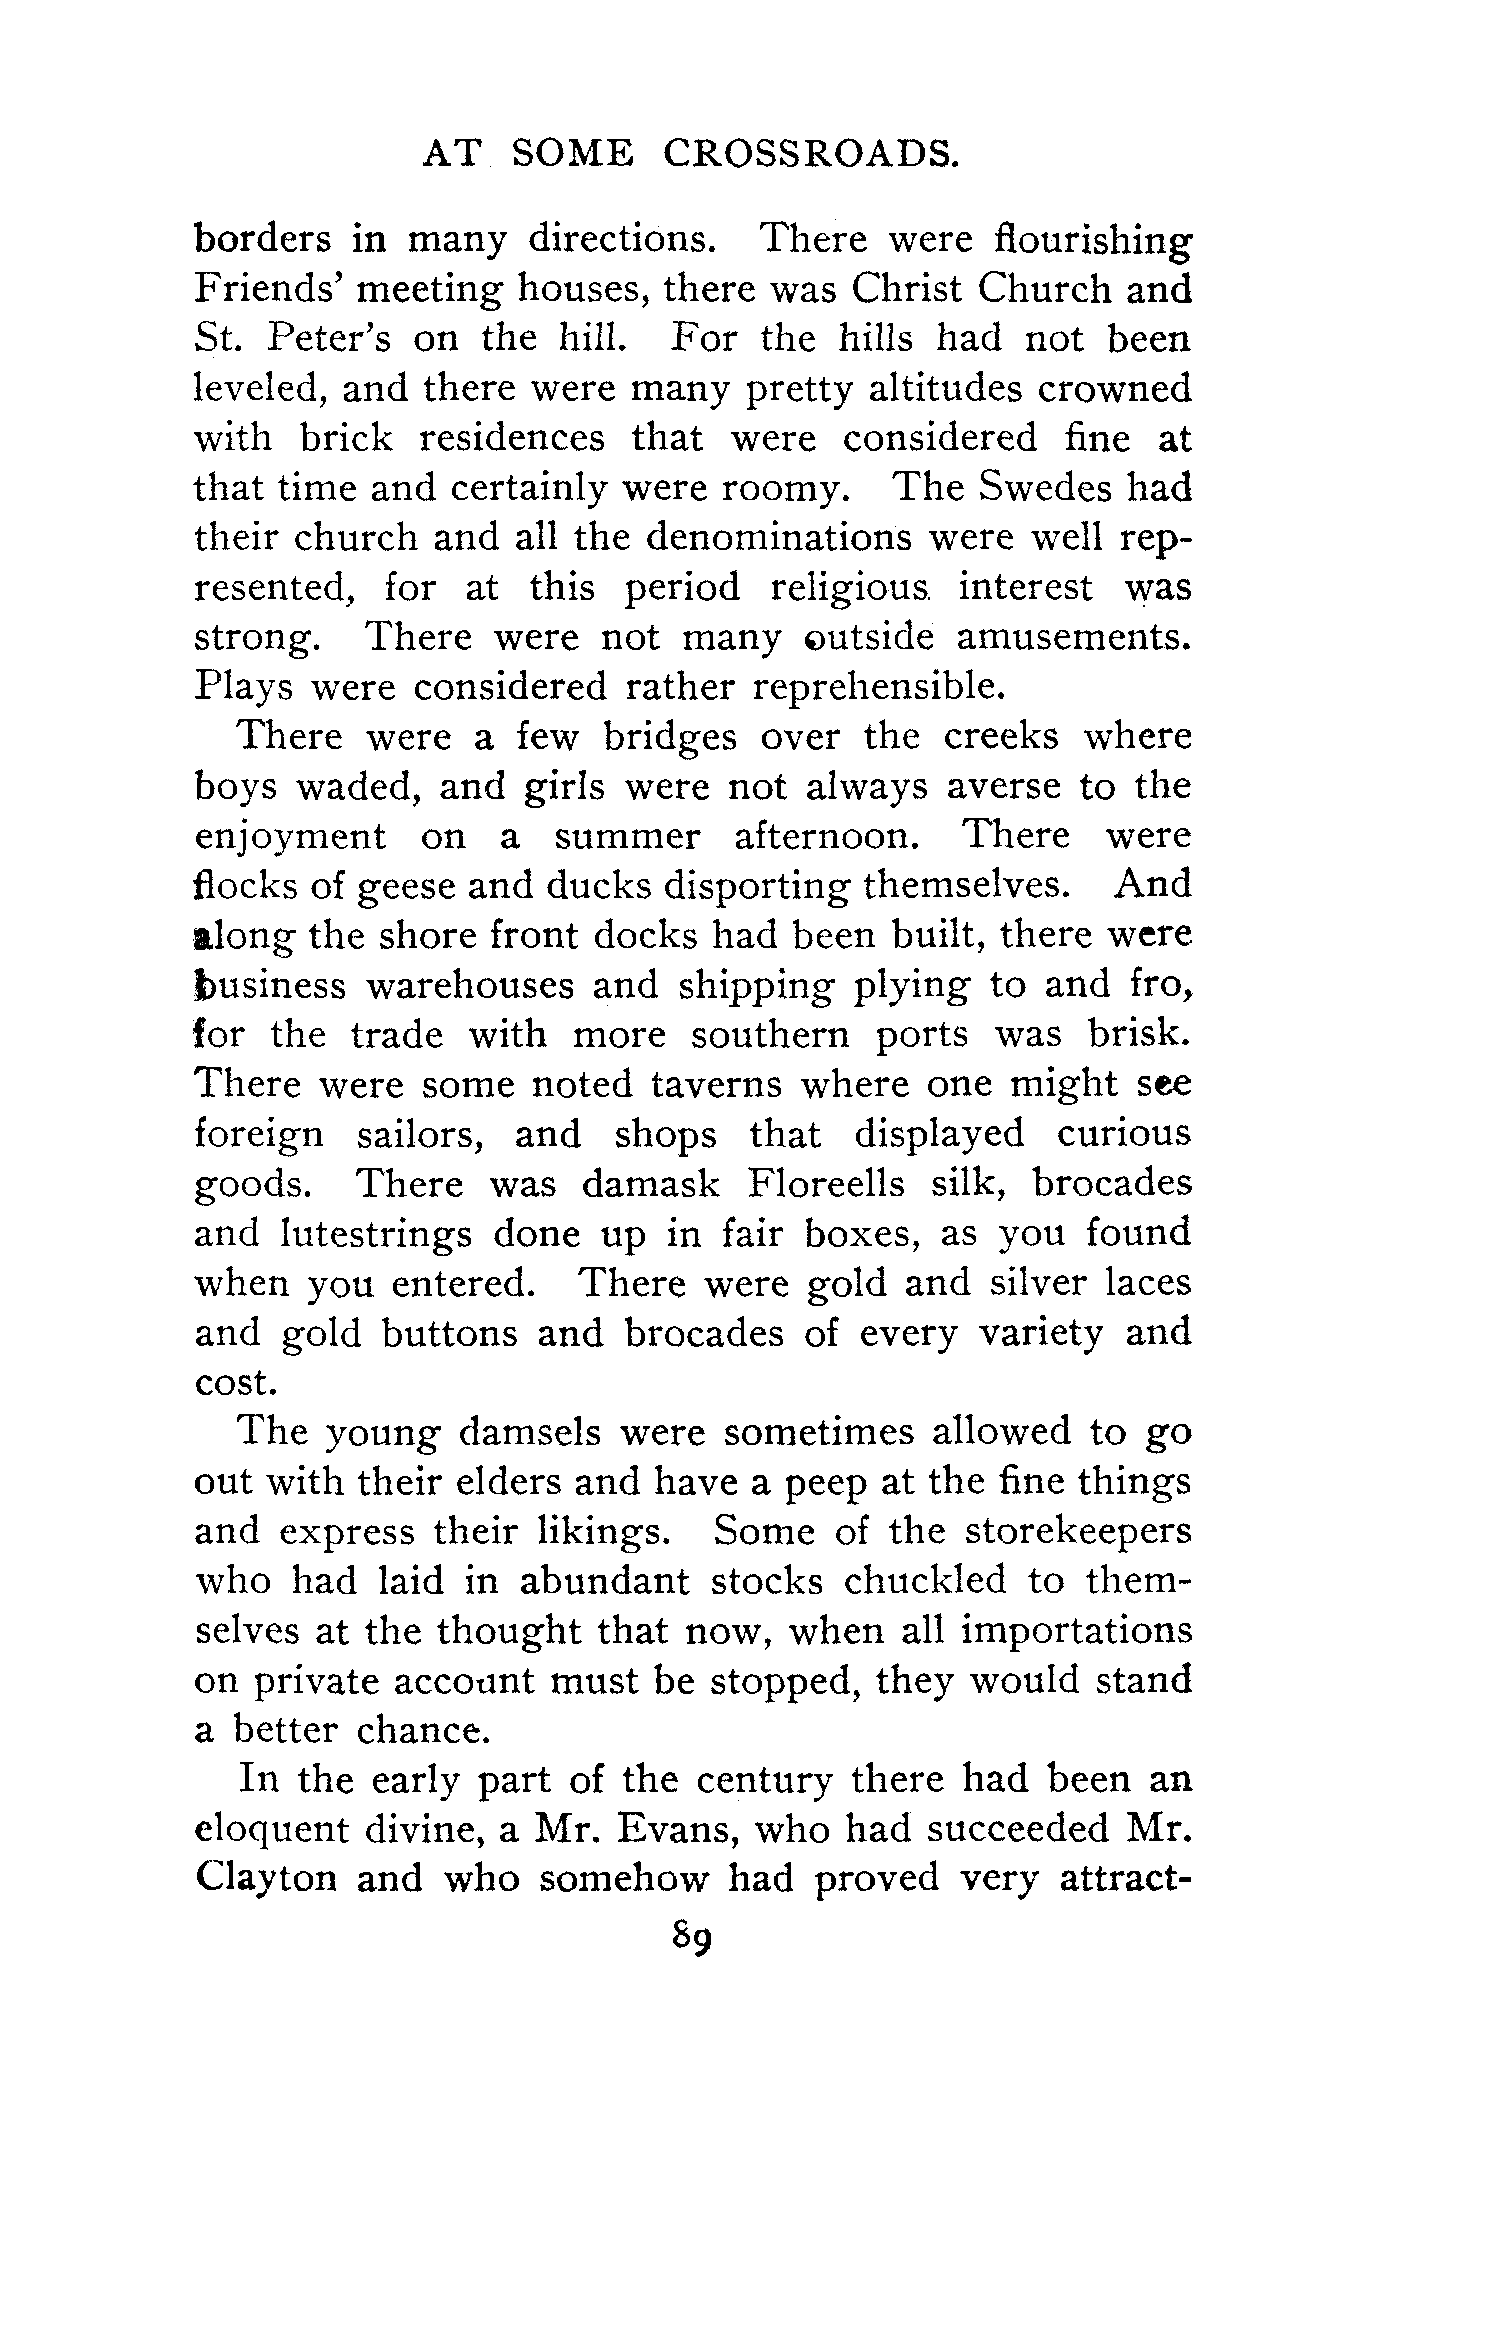 AT SOME CROSSROADS.
borders in many directions. There were flourishing
Friends' meeting houses, there was Christ Church and
St. Peter's on the hill. For the hills had not been
leveled, and there were many pretty altitudes crowned
with brick residences that were considered fine at
that time and certainly were roomy. The Swedes had
their church and all the denominations were well rep-
resented, for at this period religious interest was
strong. There were not many outside amusements.
Plays were considered rather reprehensible.
There were a few bridges over the creeks where
boys waded, and girls were not always averse to the
enjoyment on a summer afternoon. There were
flocks of geese and ducks disporting themselves. And
along the shore front docks had been built, there were
business warehouses and shipping plying to and fro,
for the trade with more southern ports was brisk.
There were some noted taverns where one might see
foreign sailors, and shops that displayed curious
goods. There was damask Floreells silk, brocades
and lutestrings done up in fair boxes, as you found
when you entered. There were gold and silver laces
and gold buttons and brocades of every variety and
cost.
The young damsels were sometimes allowed to go
out with their elders and have a peep at the fine things
and express their likings. Some of the storekeepers
who had laid in abundant stocks chuckled to them-
selves at the thought that now, when all importations
on private account must be stopped, they would stand
a better chance.
In the early part of the century there had been an
eloquent divine, a Mr. Evans, who had succeeded Mr.
Clayton and who somehow had proved very attract-
89